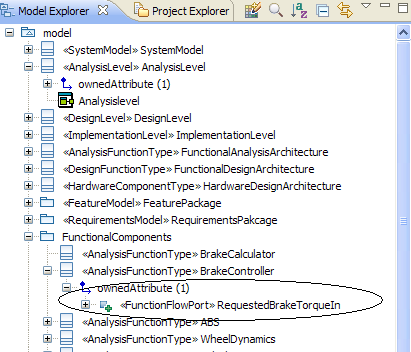 Model Explorer
Project Explorer
model
«SystemModel» SystemModel
«AnalysisLevel» AnalysisLevel
ownedAttribute (1)
Analysislevel
«DesignLevel» DesignLevel
«ImplementationLevel» ImplementationLevel
«AnalysisFunctionType» FunctionalAnalysisArchitecture
«DesignFunctionType» FunctionalDesignArchitecture
«HardwareComponentType» HardwareDesignArchitecture
«FeatureModel» FeaturePackage
«RequirementsModel» RequirementsPakcage
FunctionalComponents
«AnalysisFunctionType» BrakeCalculator
«AnalysisFunctionType» BrakeController
ownedAttribute (1)
«FunctionFlowPort» RequestedBrakeTorqueIn
«AnalysisFunctionType» ABS
«AnalysisFunctionType» WheelDynamics